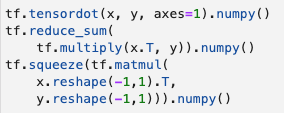 tf.tensordot(x, y, axes=1).numpy()
tf.reduce_sum(
    tf.multiply(x.T, y)).numpy()
tf.squeeze(tf.matmul(
    x.reshape(-1,1).T,
    y.reshape(-1,1))).numpy()